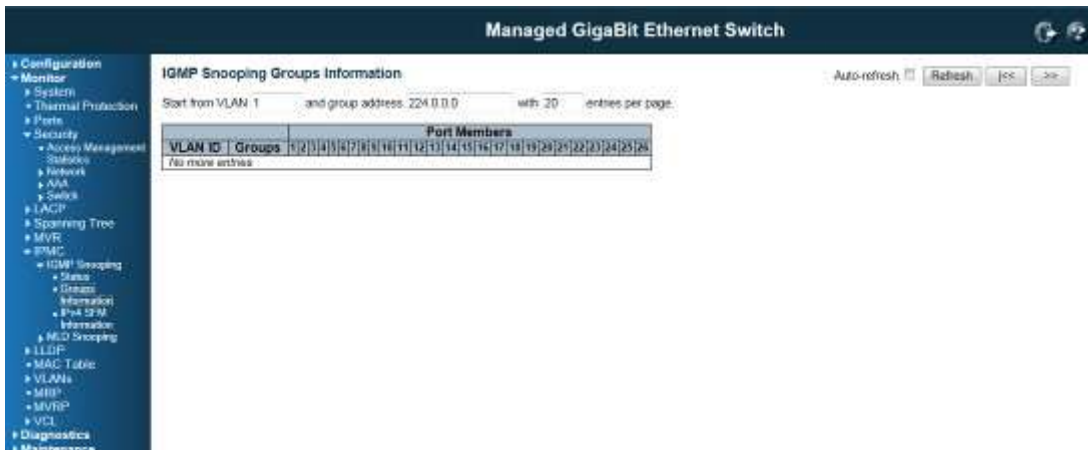 Managed GigaBit Ethernet Switch
Configuration
Monitor
System
Thermal Protection
Ports
Security
Access Management
Statistics
Network
AAA
Switch
LACP
Spanning Tree
MVR
IPMC
IGMP Snooping
Status
Groups
Information
IPv4 SFM
Information
MLD Snooping
LLDP
MAC Table
VLANs
MRP
MVRP
VCL
Diagnostics
Maintenance
IGMP Snooping Groups Information
Auto-refresh Refresh |<< >>
Start from VLAN 1 and group address 224.0.0.0 with 20 entries per page.
Port Members
VLAN ID Groups 1 2 3 4 5 6 7 8 9 10 11 12 13 14 15 16 17 18 19 20 21 22 23 24 25 26
No more entries